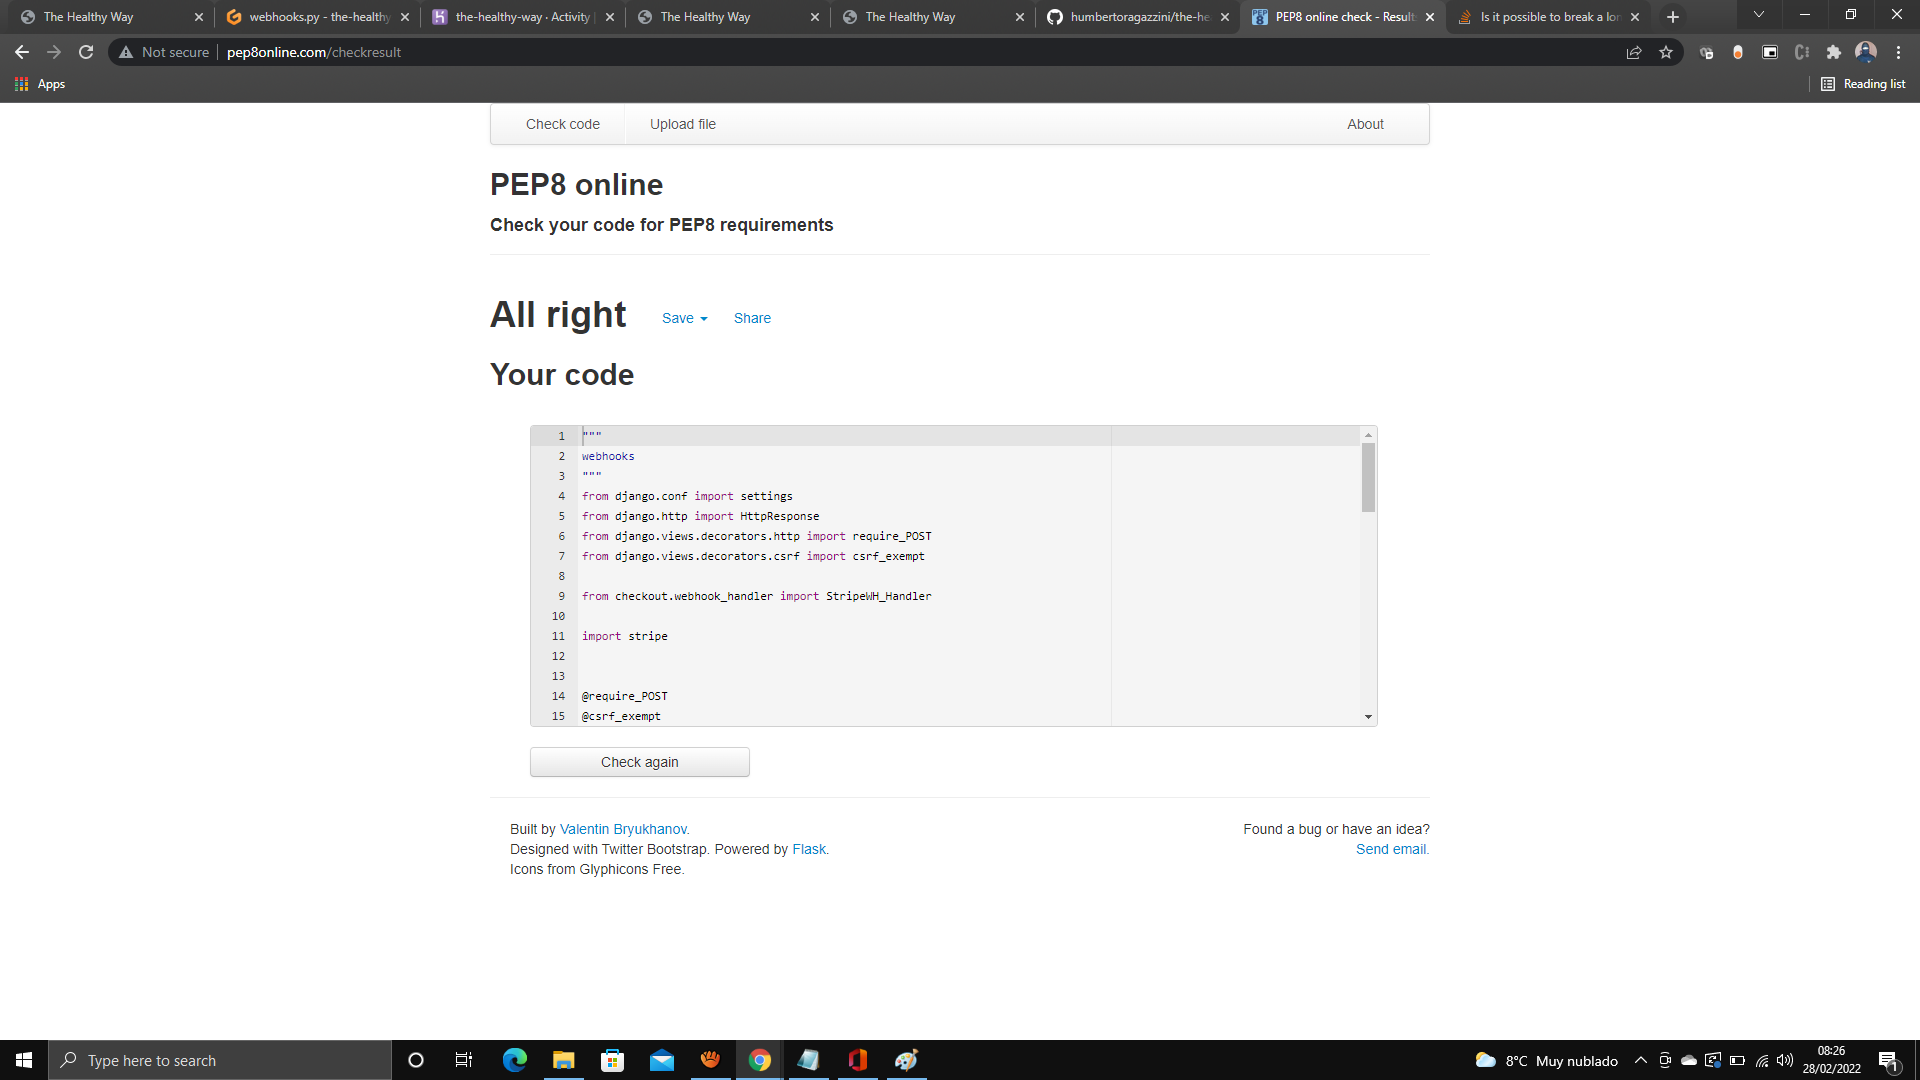 The Healthy Way
webhooks.py - the-healthy
the-healthy-way · Activity |
The Healthy Way
The Healthy Way
humbertoragazzini/the-he
PEP8 online check - Result
Is it possible to break a lon
Not secure
pep8online.com/checkresult
Apps
Reading list
Check code
Upload file
About
PEP8 online
Check your code for PEP8 requirements
All right
Save
Share
Your code
1 """
2 webhooks
3 """
4 from django.conf import settings
5 from django.http import HttpResponse
6 from django.views.decorators.http import require_POST
7 from django.views.decorators.csrf import csrf_exempt
8
9 from checkout.webhook_handler import StripeWH_Handler
10
11 import stripe
12
13
14 @require_POST
15 @csrf_exempt
Check again
Built by Valentin Bryukhanov.
Designed with Twitter Bootstrap. Powered by Flask.
Icons from Glyphicons Free.
Found a bug or have an idea?
Send email.
Type here to search
8°C Muy nublado
08:26
28/02/2022
1